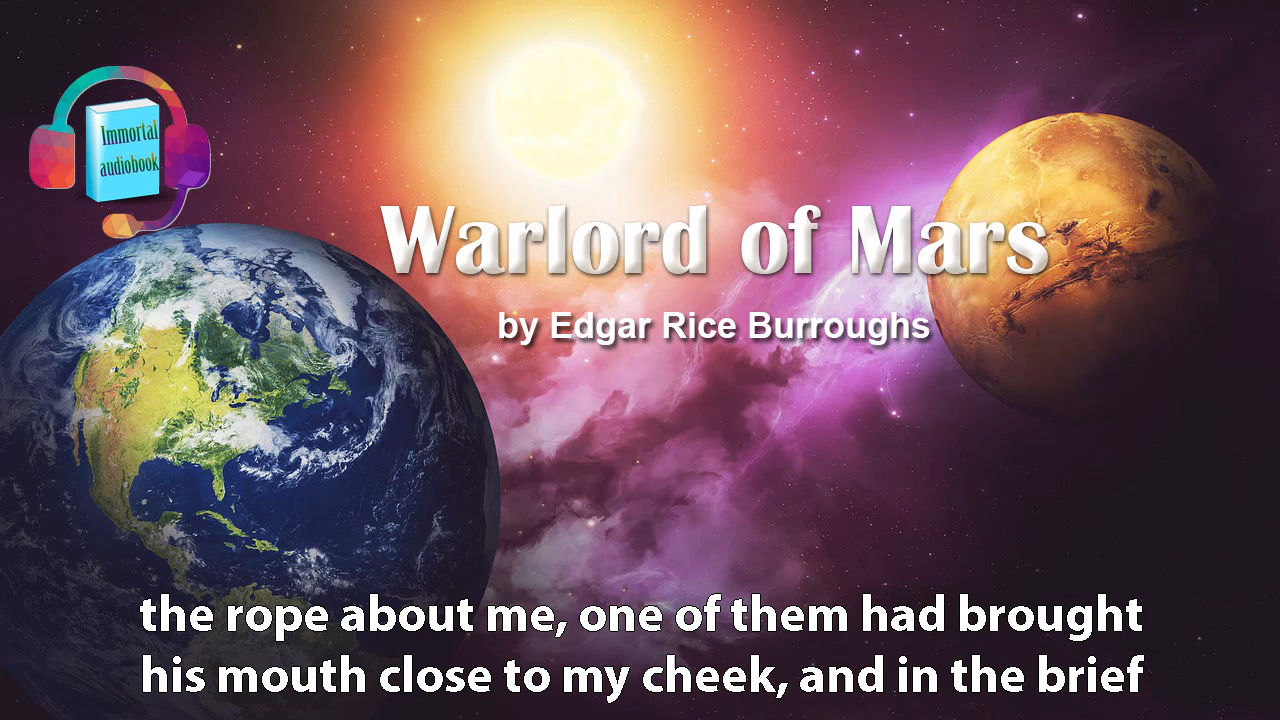 Immortal
audiobook
Warlord of Mars
by Edgar Rice Burroughs
the rope about me, one of them had brought
his mouth close to my cheek, and in the brief